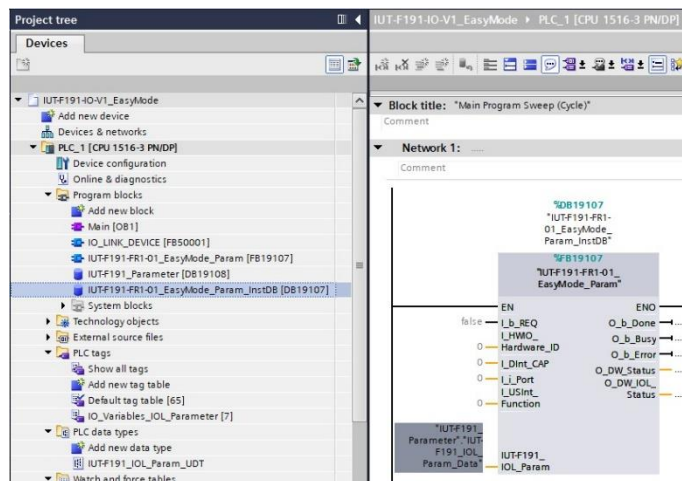 Project tree
IUT-F191-IO-V1_EasyMode ▸ PLC_1 [CPU 1516-3 PN/DP]
Devices
IUT-F191-IO-V1_EasyMode
Add new device
Devices & networks
PLC_1 [CPU 1516-3 PN/DP]
Device configuration
Online & diagnostics
Program blocks
Add new block
Main [OB1]
IO_LINK_DEVICE [FB50001]
IUT-F191-FR1-01_EasyMode_Param [FB19107]
IUT-F191_Parameter [DB19108]
IUT-F191-FR1-01_EasyMode_Param_InstDB [DB19107]
System blocks
Technology objects
External source files
PLC tags
Show all tags
Add new tag table
Default tag table [65]
IO_Variables_IOL_Parameter [7]
PLC data types
Add new data type
IUT-F191_IOL_Param_UDT
Watch and force tables
Block title: "Main Program Sweep (Cycle)"
Comment
Network 1: ....
Comment
%DB19107
"IUT-F191-FR1-
01_EasyMode_
Param_InstDB"
%FB19107
"IUT-F191-FR1-01_
EasyMode_Param"
EN ENO
false I_b_REQ O_b_Done ...
I_HWIO_ O_b_Busy ...
0 Hardware_ID O_b_Error ...
0 I_DInt_CAP O_DW_Status ...
0 I_i_Port O_DW_IOL_
I_USInt_ Status ...
0 Function
"IUT-F191_
Parameter"."IUT-
F191_IOL_ IUT-F191_
Param_Data" IOL_Param